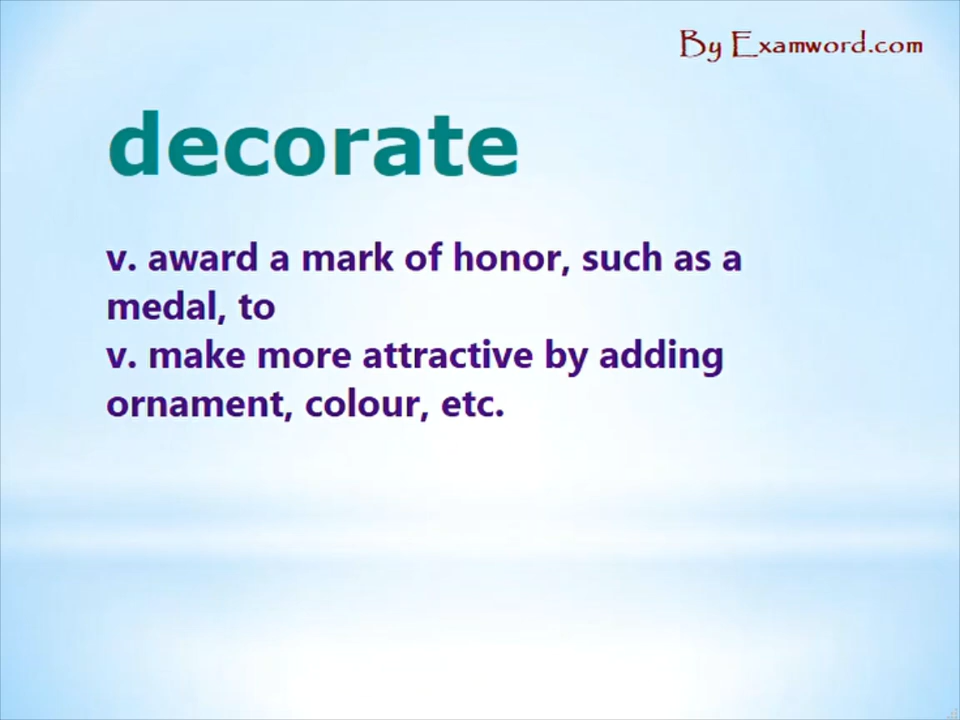 By Examword.com
decorate
v. award a mark of honor, such as a
medal, to
v. make more attractive by adding
ornament, colour, etc.